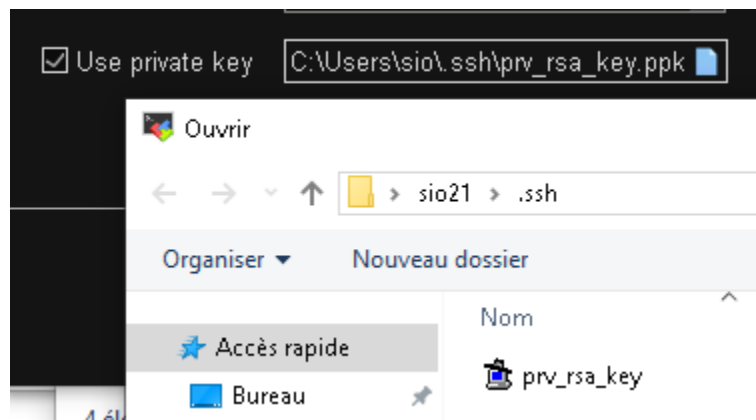 Use private key C:\Users\sio\.ssh\prv_rsa_key.ppk
Ouvrir
sio21 > .ssh
Organiser Nouveau dossier
Nom
Accès rapide
prv_rsa_key
Bureau